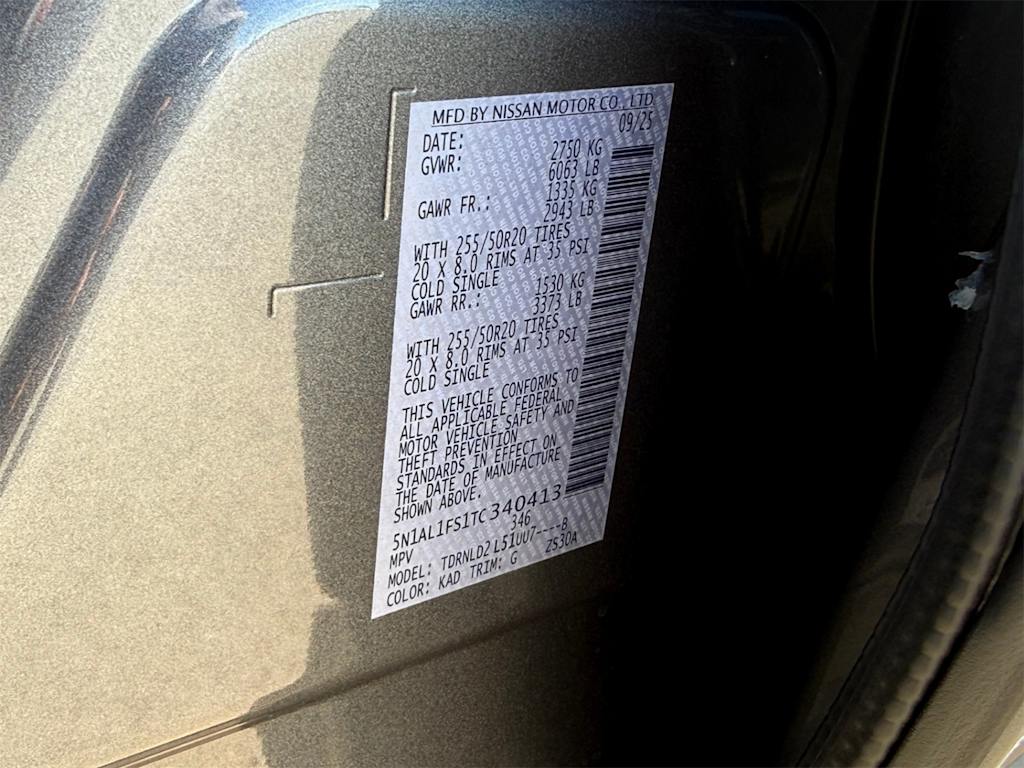 MFD BY NISSAN MOTOR CO., LTD
DATE: 09/25
GVWR: 2750 KG
6063 LB
GAWR FR.: 1335 KG
2943 LB
WITH 255/50R20 TIRES
20 X 8.0 RIMS AT 35 PSI
COLD SINGLE
GAWR RR.: 1530 KG
3373 LB
WITH 255/50R20 TIRES
20 X 8.0 RIMS AT 35 PSI
COLD SINGLE
THIS VEHICLE CONFORMS TO
ALL APPLICABLE FEDERAL
MOTOR VEHICLE SAFETY AND
THEFT PREVENTION
STANDARDS IN EFFECT ON
THE DATE OF MANUFACTURE
SHOWN ABOVE.
5N1AL1FS1TC340413
MPV 346
MODEL: TDRNLD2 L51UU7----B
COLOR: KAD TRIM: G ZS30A